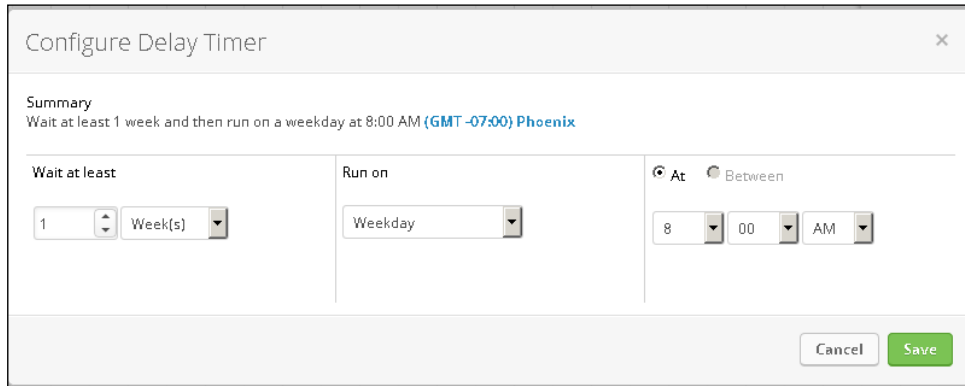 Configure Delay Timer ×
Summary
Wait at least 1 week and then run on a weekday at 8:00 AM (GMT -07:00) Phoenix
Wait at least
1 Week(s)
Run on
Weekday
At Between
8 00 AM
Cancel Save